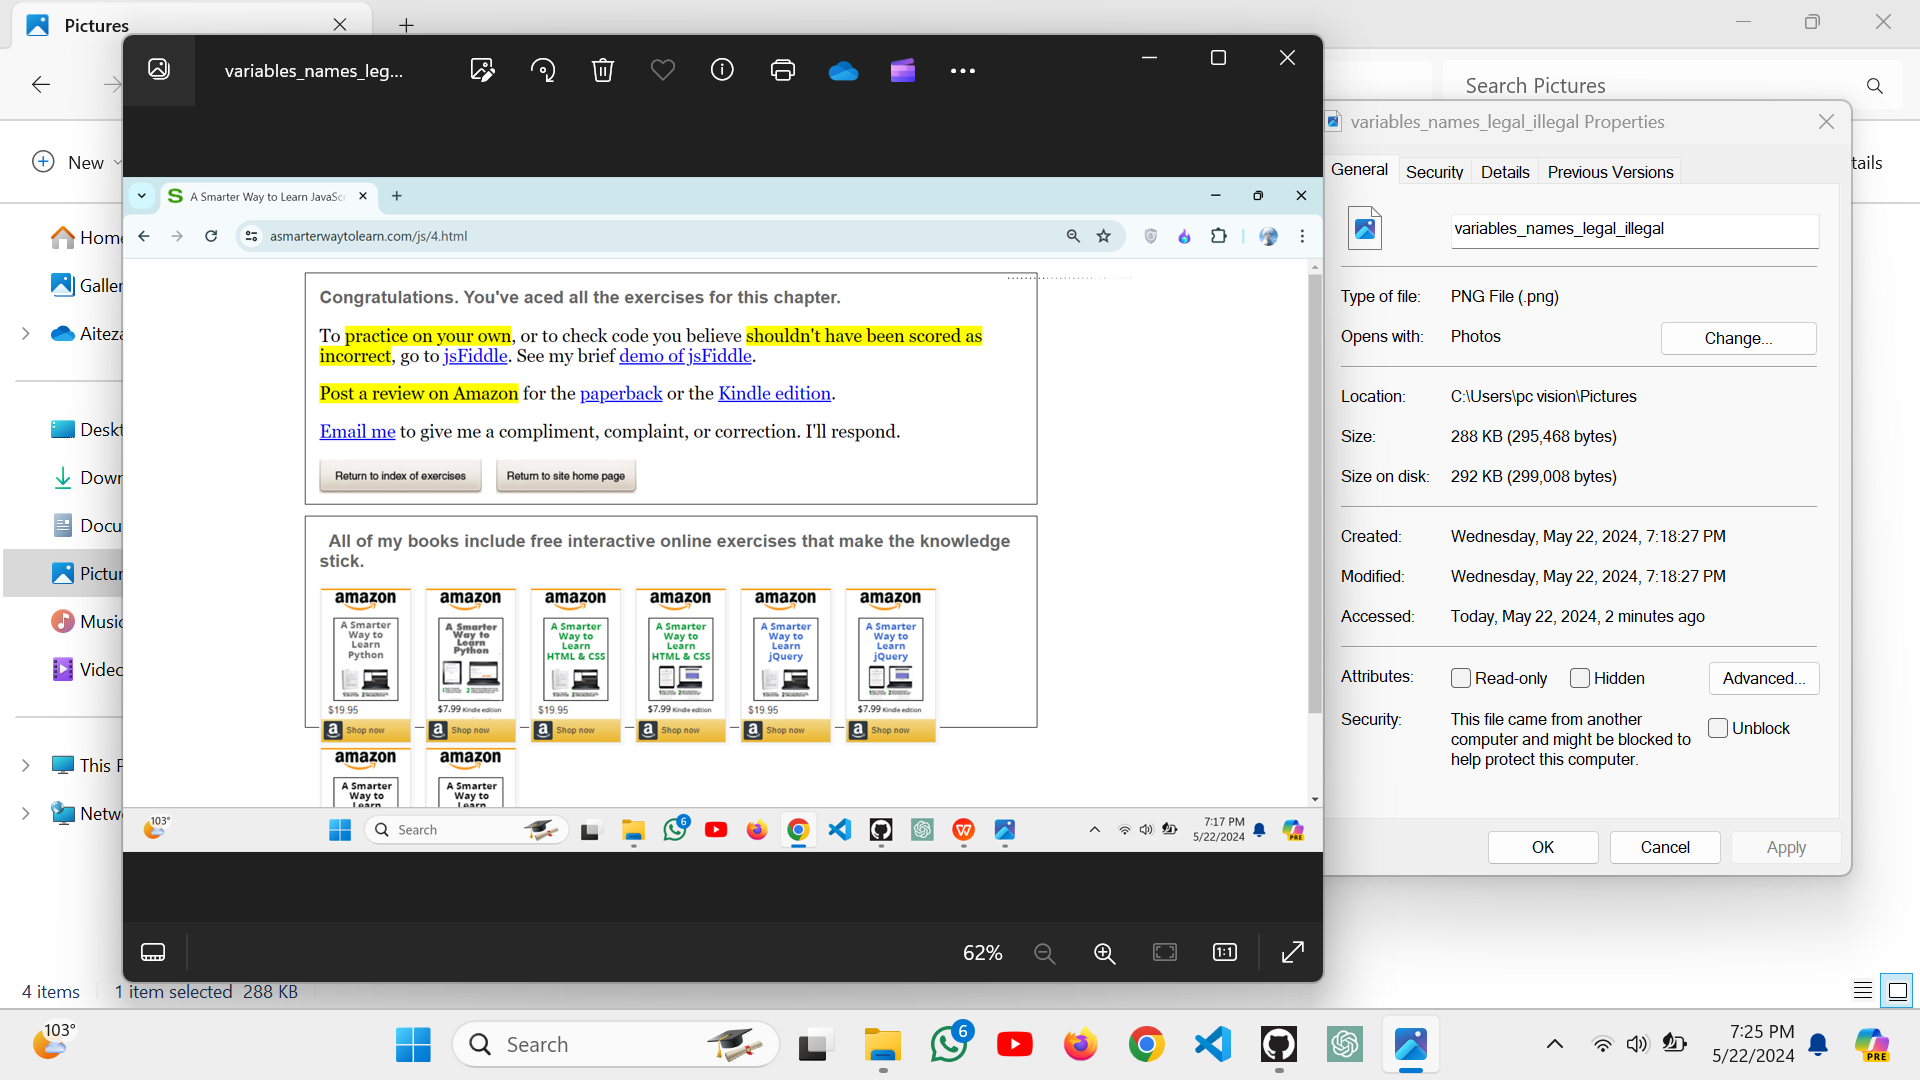 Pictures
Search Pictures
New
tails
Home
Gallery
Aiteza
Deskt
Down
Docu
Pictur
Music
Video
This P
Netw
4 items
1 item selected 288 KB
variables_names_leg...
A Smarter Way to Learn JavaScr
asmarterwaytolearn.com/js/4.html
Congratulations. You've aced all the exercises for this chapter.
To practice on your own, or to check code you believe shouldn't have been scored as
incorrect, go to jsFiddle. See my brief demo of jsFiddle.
Post a review on Amazon for the paperback or the Kindle edition.
Email me to give me a compliment, complaint, or correction. I'll respond.
Return to index of exercises
Return to site home page
All of my books include free interactive online exercises that make the knowledge
stick.
amazon amazon amazon amazon amazon amazon
A Smarter A Smarter A Smarter A Smarter A Smarter A Smarter
Way to Way to Way to Way to Way to Way to
Learn Learn Learn Learn Learn Learn
Python Python HTML & CSS HTML & CSS jQuery jQuery
$19.95 $7.99 Kindle edition $19.95 $7.99 Kindle edition $19.95 $7.99 Kindle edition
Shop now Shop now Shop now Shop now Shop now Shop now
amazon amazon
A Smarter A Smarter
Way to Way to
Learn Learn
103°
Search
6
7:17 PM
5/22/2024
PRE
62%
1:1
variables_names_legal_illegal Properties
General
Security
Details
Previous Versions
variables_names_legal_illegal
Type of file: PNG File (.png)
Opens with: Photos
Change...
Location: C:\Users\pc vision\Pictures
Size: 288 KB (295,468 bytes)
Size on disk: 292 KB (299,008 bytes)
Created: Wednesday, May 22, 2024, 7:18:27 PM
Modified: Wednesday, May 22, 2024, 7:18:27 PM
Accessed: Today, May 22, 2024, 2 minutes ago
Attributes: Read-only Hidden
Advanced...
Security: This file came from another
computer and might be blocked to
help protect this computer.
Unblock
OK
Cancel
Apply
103°
Search
6
7:25 PM
5/22/2024
PRE